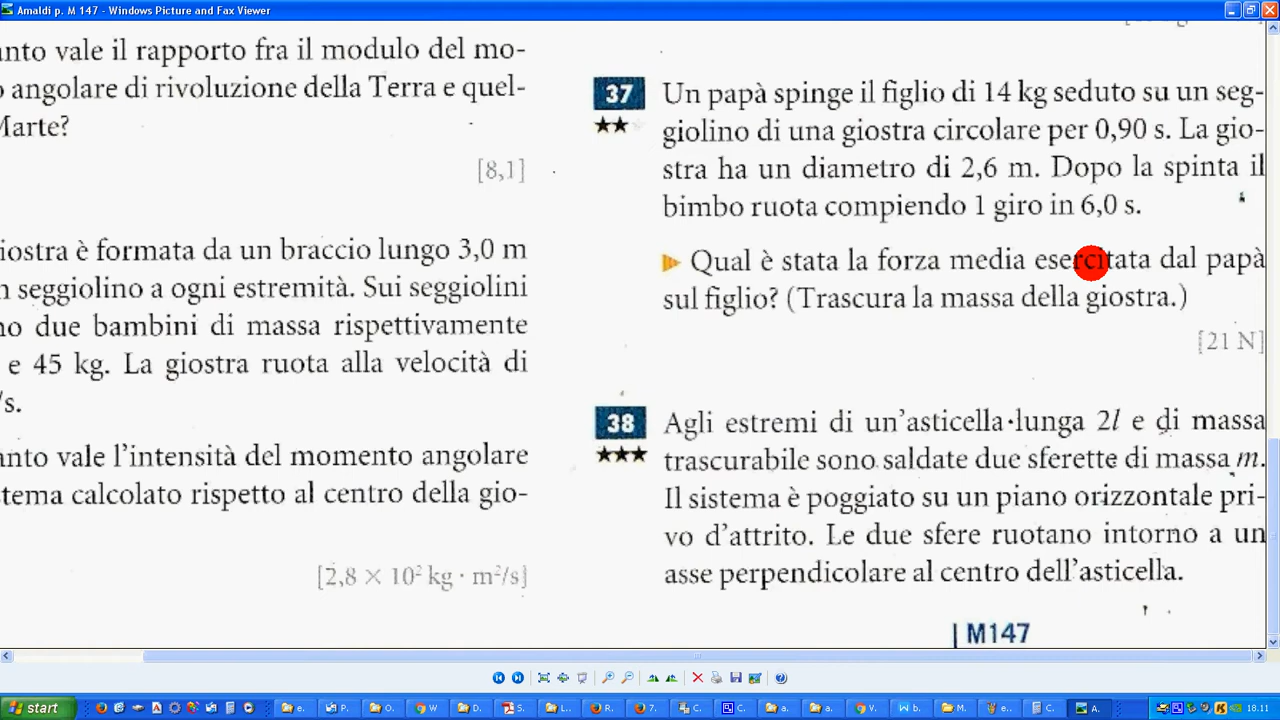 Amaldi p. M 147 - Windows Picture and Fax Viewer
anto vale il rapporto fra il modulo del mo-
o angolare di rivoluzione della Terra e quel-
Marte?
[8,1]
iostra è formata da un braccio lungo 3,0 m
n seggiolino a ogni estremità. Sui seggiolini
no due bambini di massa rispettivamente
e 45 kg. La giostra ruota alla velocità di
/s.
anto vale l'intensità del momento angolare
stema calcolato rispetto al centro della gio-
[2,8 × 10² kg · m²/s]
37 Un papà spinge il figlio di 14 kg seduto su un seg-
★★ giolino di una giostra circolare per 0,90 s. La gio-
stra ha un diametro di 2,6 m. Dopo la spinta il
bimbo ruota compiendo 1 giro in 6,0 s.
Qual è stata la forza media esercitata dal papà
sul figlio? (Trascura la massa della giostra.)
[21 N]
38 Agli estremi di un'asticella lunga 2l e di massa
★★★ trascurabile sono saldate due sferette di massa m.
Il sistema è poggiato su un piano orizzontale pri-
vo d'attrito. Le due sfere ruotano intorno a un
asse perpendicolare al centro dell'asticella.
| M147
start e. P. O. W D. S. L. R. 7. C. C. a. a. V. b. M. e. C. A. 18.11